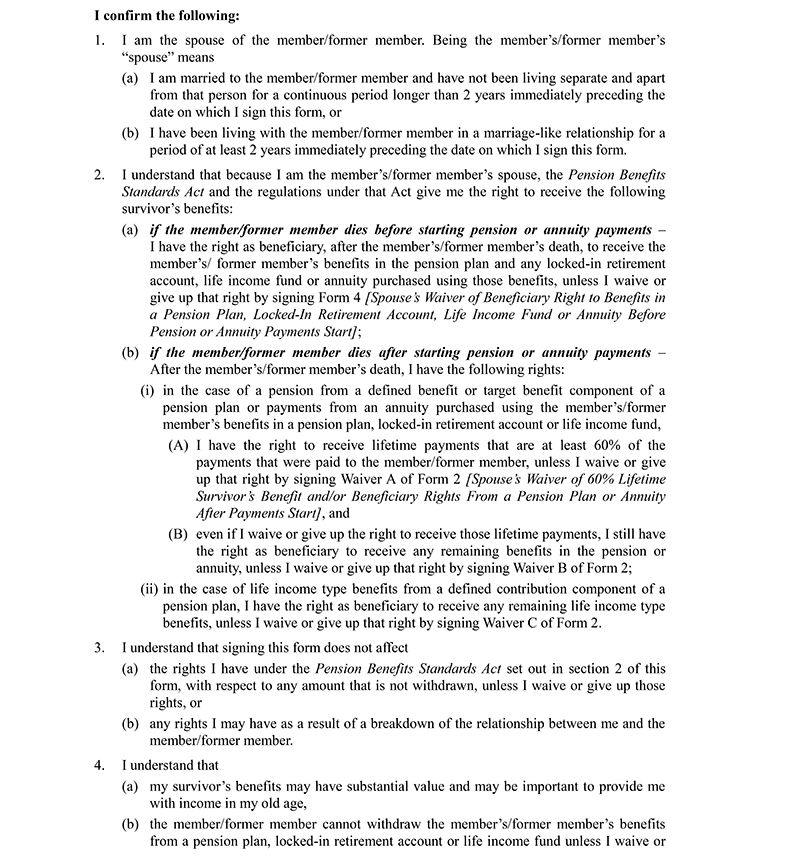 I confirm the following:
1. I am the spouse of the member/former member. Being the member’s/former member’s
“spouse” means
(a) I am married to the member/former member and have not been living separate and apart
from that person for a continuous period longer than 2 years immediately preceding the
date on which I sign this form, or
(b) I have been living with the member/former member in a marriage-like relationship for a
period of at least 2 years immediately preceding the date on which I sign this form.
2. I understand that because I am the member’s/former member’s spouse, the Pension Benefits
Standards Act and the regulations under that Act give me the right to receive the following
survivor’s benefits:
(a) if the member/former member dies before starting pension or annuity payments –
I have the right as beneficiary, after the member’s/former member’s death, to receive the
member’s/ former member’s benefits in the pension plan and any locked-in retirement
account, life income fund or annuity purchased using those benefits, unless I waive or
give up that right by signing Form 4 [Spouse’s Waiver of Beneficiary Right to Benefits in
a Pension Plan, Locked-In Retirement Account, Life Income Fund or Annuity Before
Pension or Annuity Payments Start];
(b) if the member/former member dies after starting pension or annuity payments –
After the member’s/former member’s death, I have the following rights:
(i) in the case of a pension from a defined benefit or target benefit component of a
pension plan or payments from an annuity purchased using the member’s/former
member’s benefits in a pension plan, locked-in retirement account or life income fund,
(A) I have the right to receive lifetime payments that are at least 60% of the
payments that were paid to the member/former member, unless I waive or give
up that right by signing Waiver A of Form 2 [Spouse’s Waiver of 60% Lifetime
Survivor’s Benefit and/or Beneficiary Rights From a Pension Plan or Annuity
After Payments Start], and
(B) even if I waive or give up the right to receive those lifetime payments, I still have
the right as beneficiary to receive any remaining benefits in the pension or
annuity, unless I waive or give up that right by signing Waiver B of Form 2;
(ii) in the case of life income type benefits from a defined contribution component of a
pension plan, I have the right as beneficiary to receive any remaining life income type
benefits, unless I waive or give up that right by signing Waiver C of Form 2.
3. I understand that signing this form does not affect
(a) the rights I have under the Pension Benefits Standards Act set out in section 2 of this
form, with respect to any amount that is not withdrawn, unless I waive or give up those
rights, or
(b) any rights I may have as a result of a breakdown of the relationship between me and the
member/former member.
4. I understand that
(a) my survivor’s benefits may have substantial value and may be important to provide me
with income in my old age,
(b) the member/former member cannot withdraw the member’s/former member’s benefits
from a pension plan, locked-in retirement account or life income fund unless I waive or